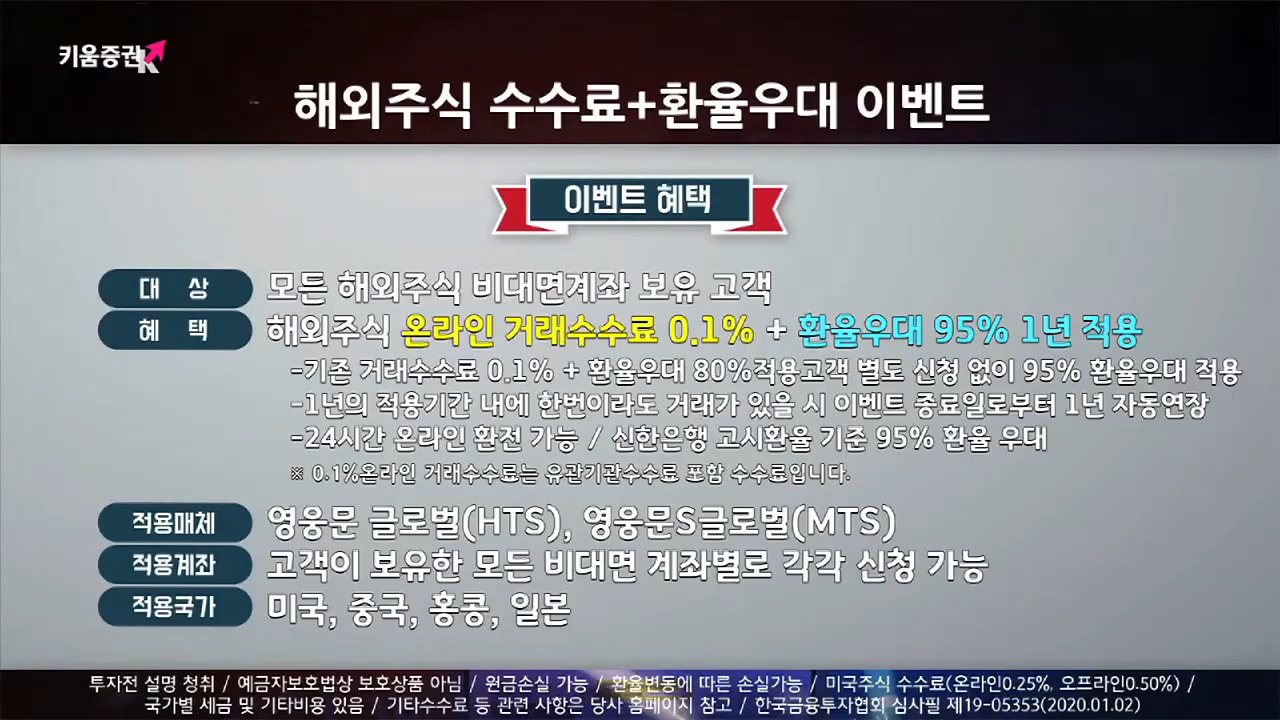 키움증권
해외주식 수수료+환율우대 이벤트
이벤트 혜택
대 상 모든 해외주식 비대면계좌 보유 고객
혜 택 해외주식 온라인 거래수수료 0.1% + 환율우대 95% 1년 적용
-기존 거래수수료 0.1% + 환율우대 80%적용고객 별도 신청 없이 95% 환율우대 적용
-1년의 적용기간 내에 한번이라도 거래가 있을 시 이벤트 종료일로부터 1년 자동연장
-24시간 온라인 환전 가능 / 신한은행 고시환율 기준 95% 환율 우대
※ 0.1%온라인 거래수수료는 유관기관수수료 포함 수수료입니다.
적용매체 영웅문 글로벌(HTS), 영웅문S글로벌(MTS)
적용계좌 고객이 보유한 모든 비대면 계좌별로 각각 신청 가능
적용국가 미국, 중국, 홍콩, 일본
투자전 설명 청취 / 예금자보호법상 보호상품 아님 / 원금손실 가능 / 환율변동에 따른 손실가능 / 미국주식 수수료(온라인0.25%, 오프라인0.50%) /
국가별 세금 및 기타비용 있음 / 기타수수료 등 관련 사항은 당사 홈페이지 참고 / 한국금융투자협회 심사필 제19-05353(2020.01.02)